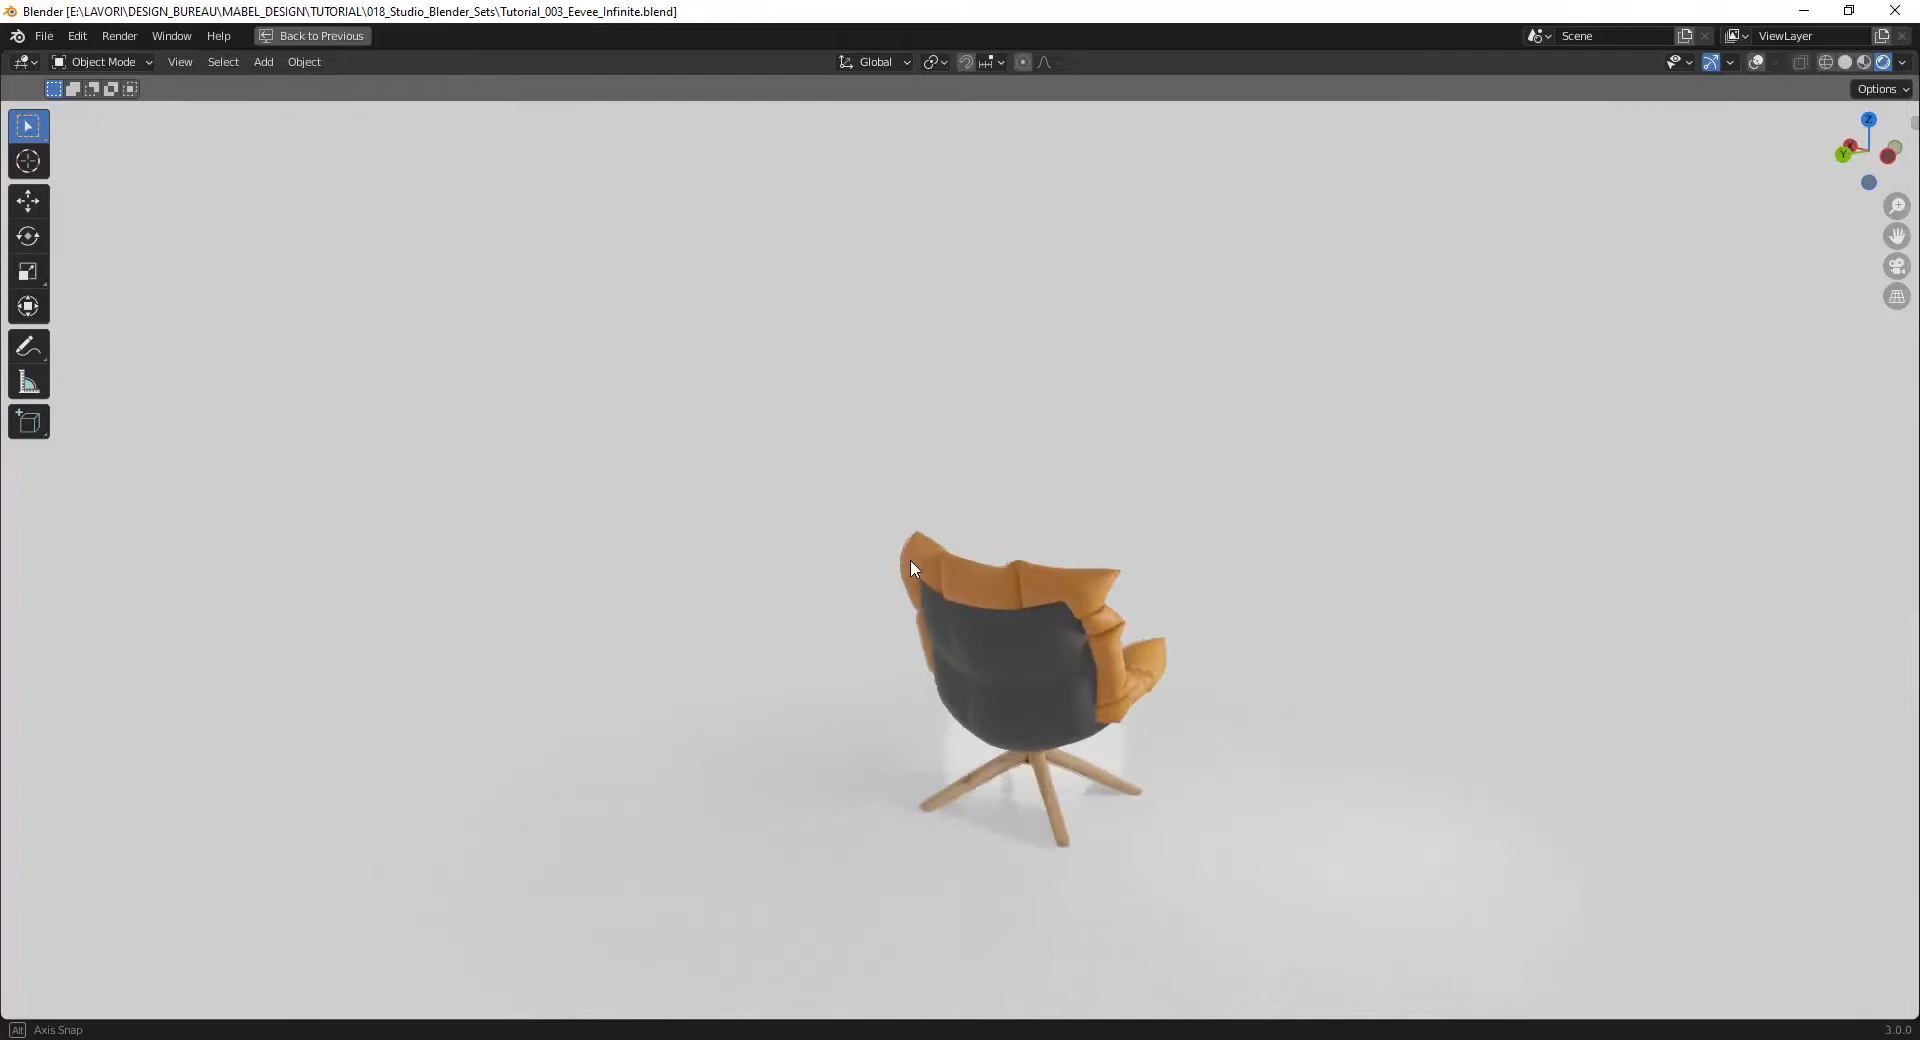 Blender [E:\LAVORI\DESIGN_BUREAU\MABEL_DESIGN\TUTORIAL\018_Studio_Blender_Sets\Tutorial_003_Eevee_Infinite.blend]
File Edit Render Window Help Back to Previous Scene ViewLayer
Object Mode View Select Add Object Global
Options
Z
X
Y
Alt Axis Snap 3.0.0